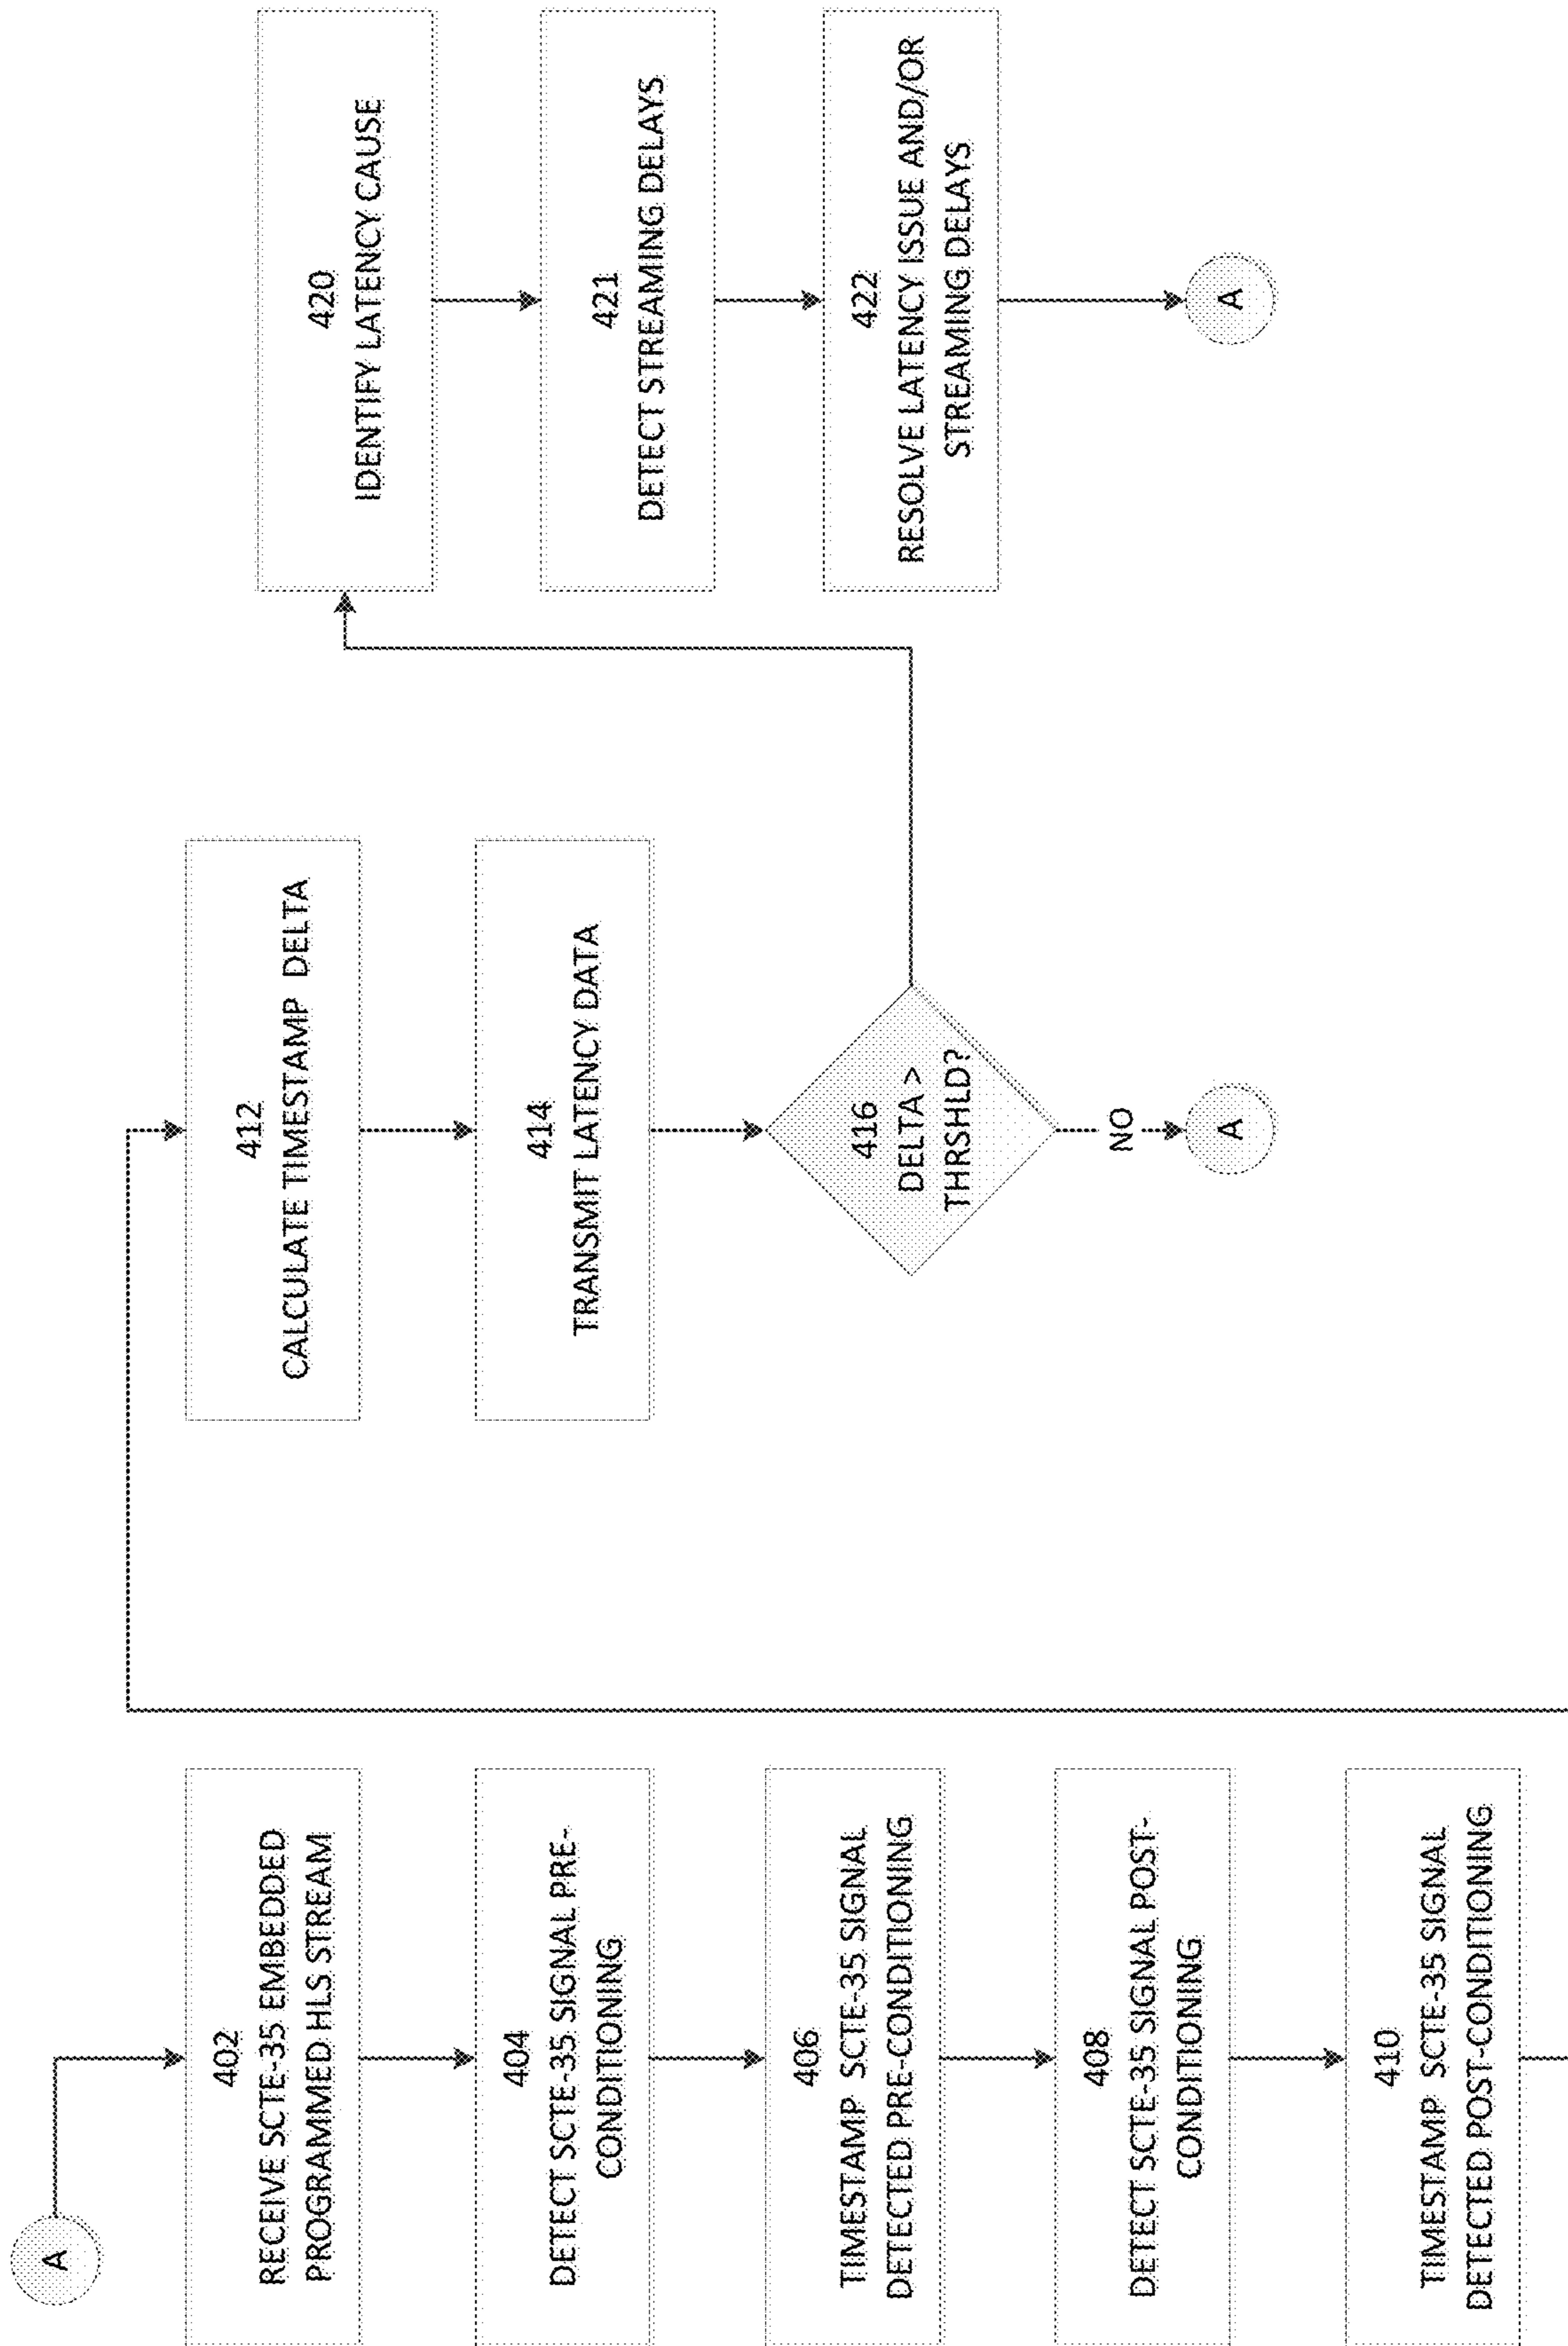 A
402
RECEIVE SCTE-35 EMBEDDED
PROGRAMMED HLS STREAM
404
DETECT SCTE-35 SIGNAL PRE-
CONDITIONING
406
TIMESTAMP SCTE-35 SIGNAL
DETECTED PRE-CONDITIONING
408
DETECT SCTE-35 SIGNAL POST-
CONDITIONING
410
TIMESTAMP SCTE-35 SIGNAL
DETECTED POST-CONDITIONING
412
CALCULATE TIMESTAMP DELTA
414
TRANSMIT LATENCY DATA
416
DELTA >
THRSHLD?
NO
A
420
IDENTIFY LATENCY CAUSE
421
DETECT STREAMING DELAYS
422
RESOLVE LATENCY ISSUE AND/OR
STREAMING DELAYS
A